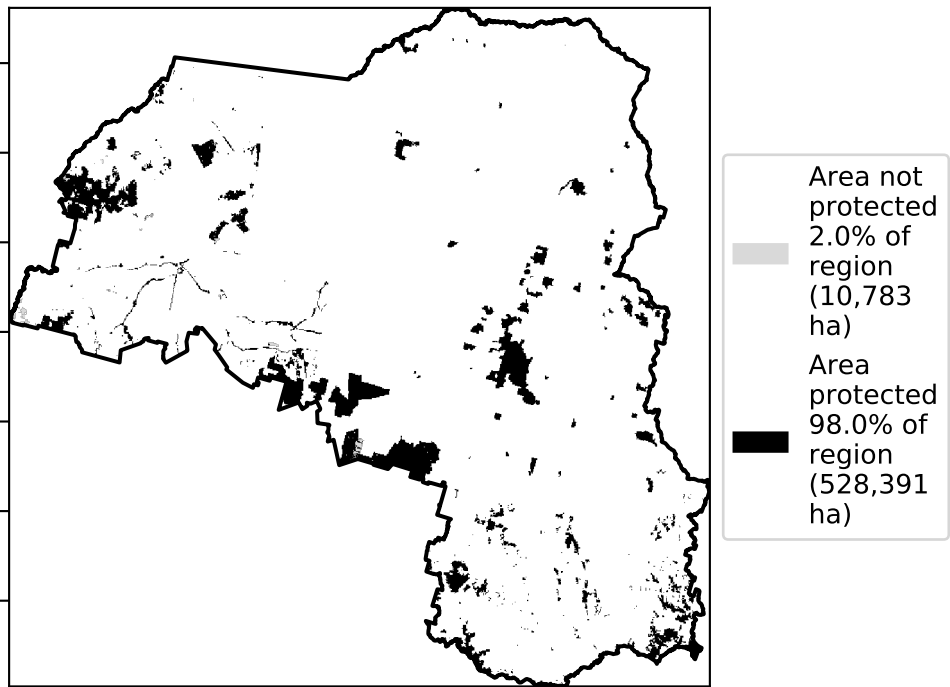 Area not
protected
2.0% of
region
(10,783
ha)
Area
protected
98.0% of
region
(528,391
ha)